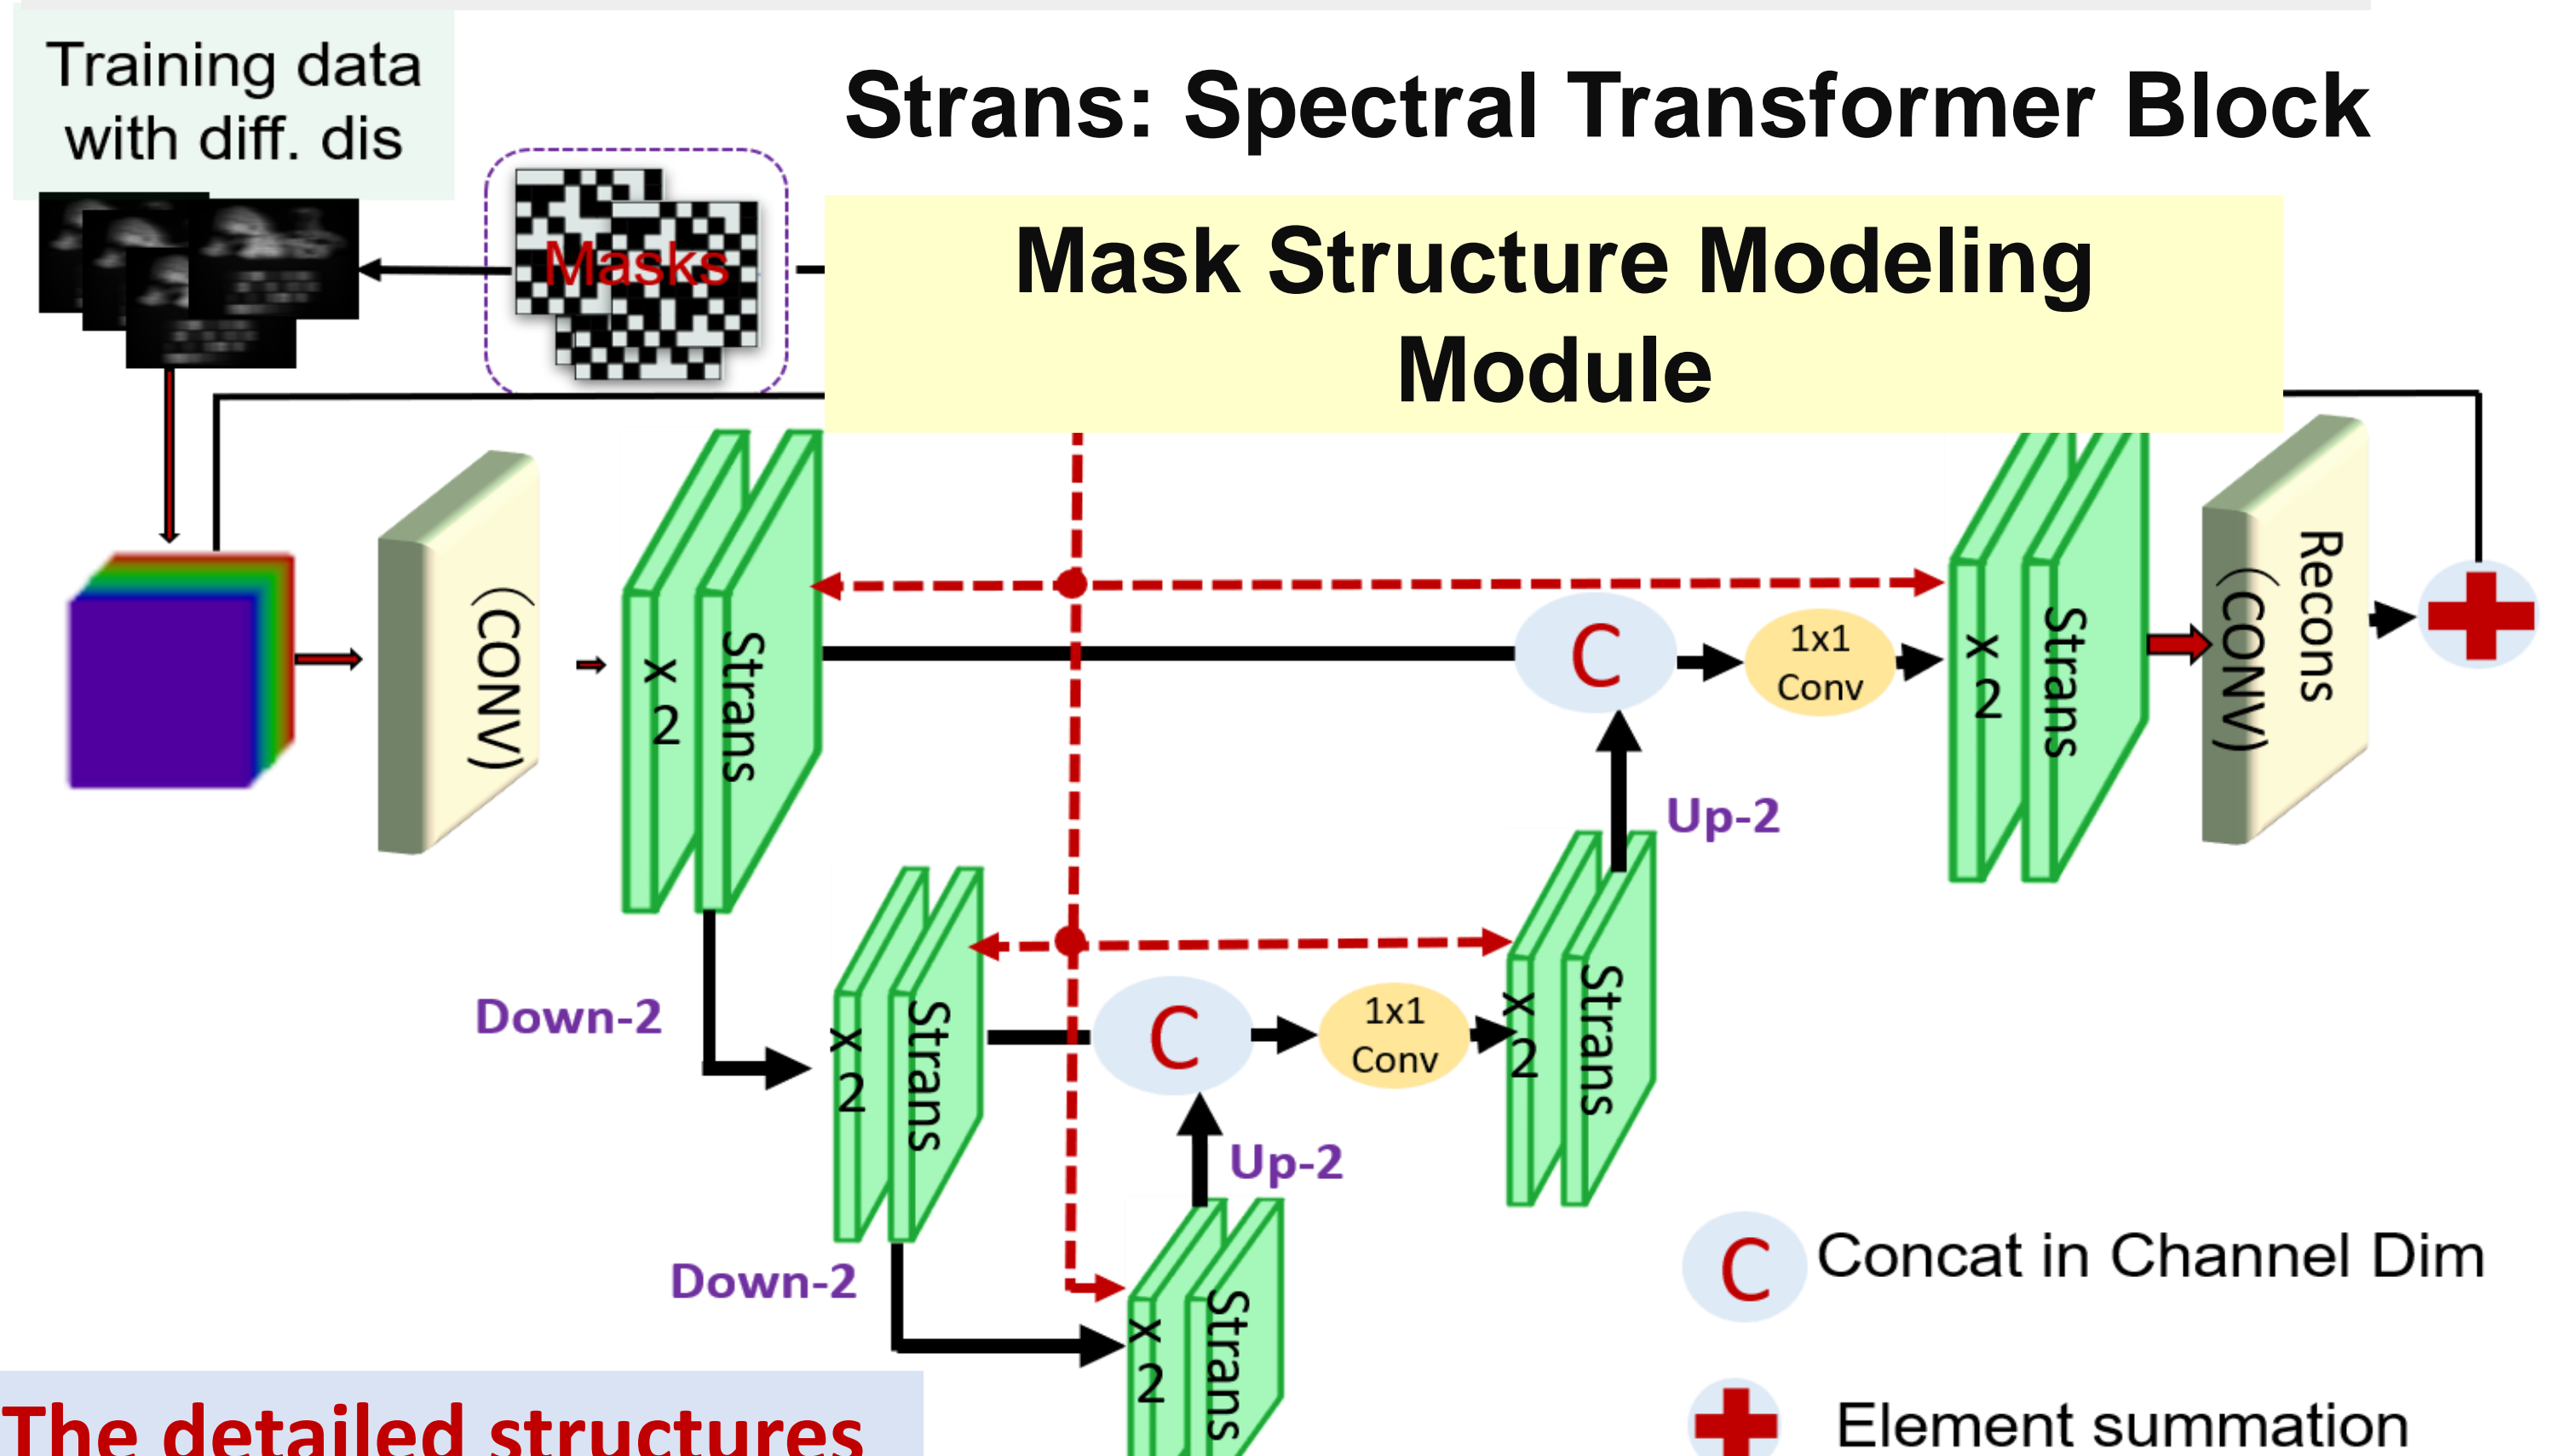 Training data
with diff. dis
Strans: Spectral Transformer Block
Masks
Mask Structure Modeling
Module
(CONV)
x
2
Strans
C
1x1
Conv
x
2
Strans
Recons
(CONV)
Up-2
Down-2
x
2
Strans
C
1x1
Conv
x
2
Strans
Up-2
Down-2
x
2
Strans
C
Concat in Channel Dim
Element summation
The detailed structures